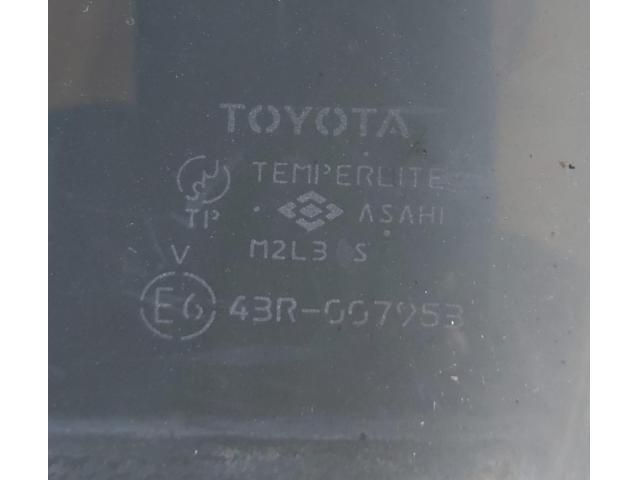 TOYOTA
TEMPERLITE
TP ASAHI
V M2L3 S
E6 43R-007953